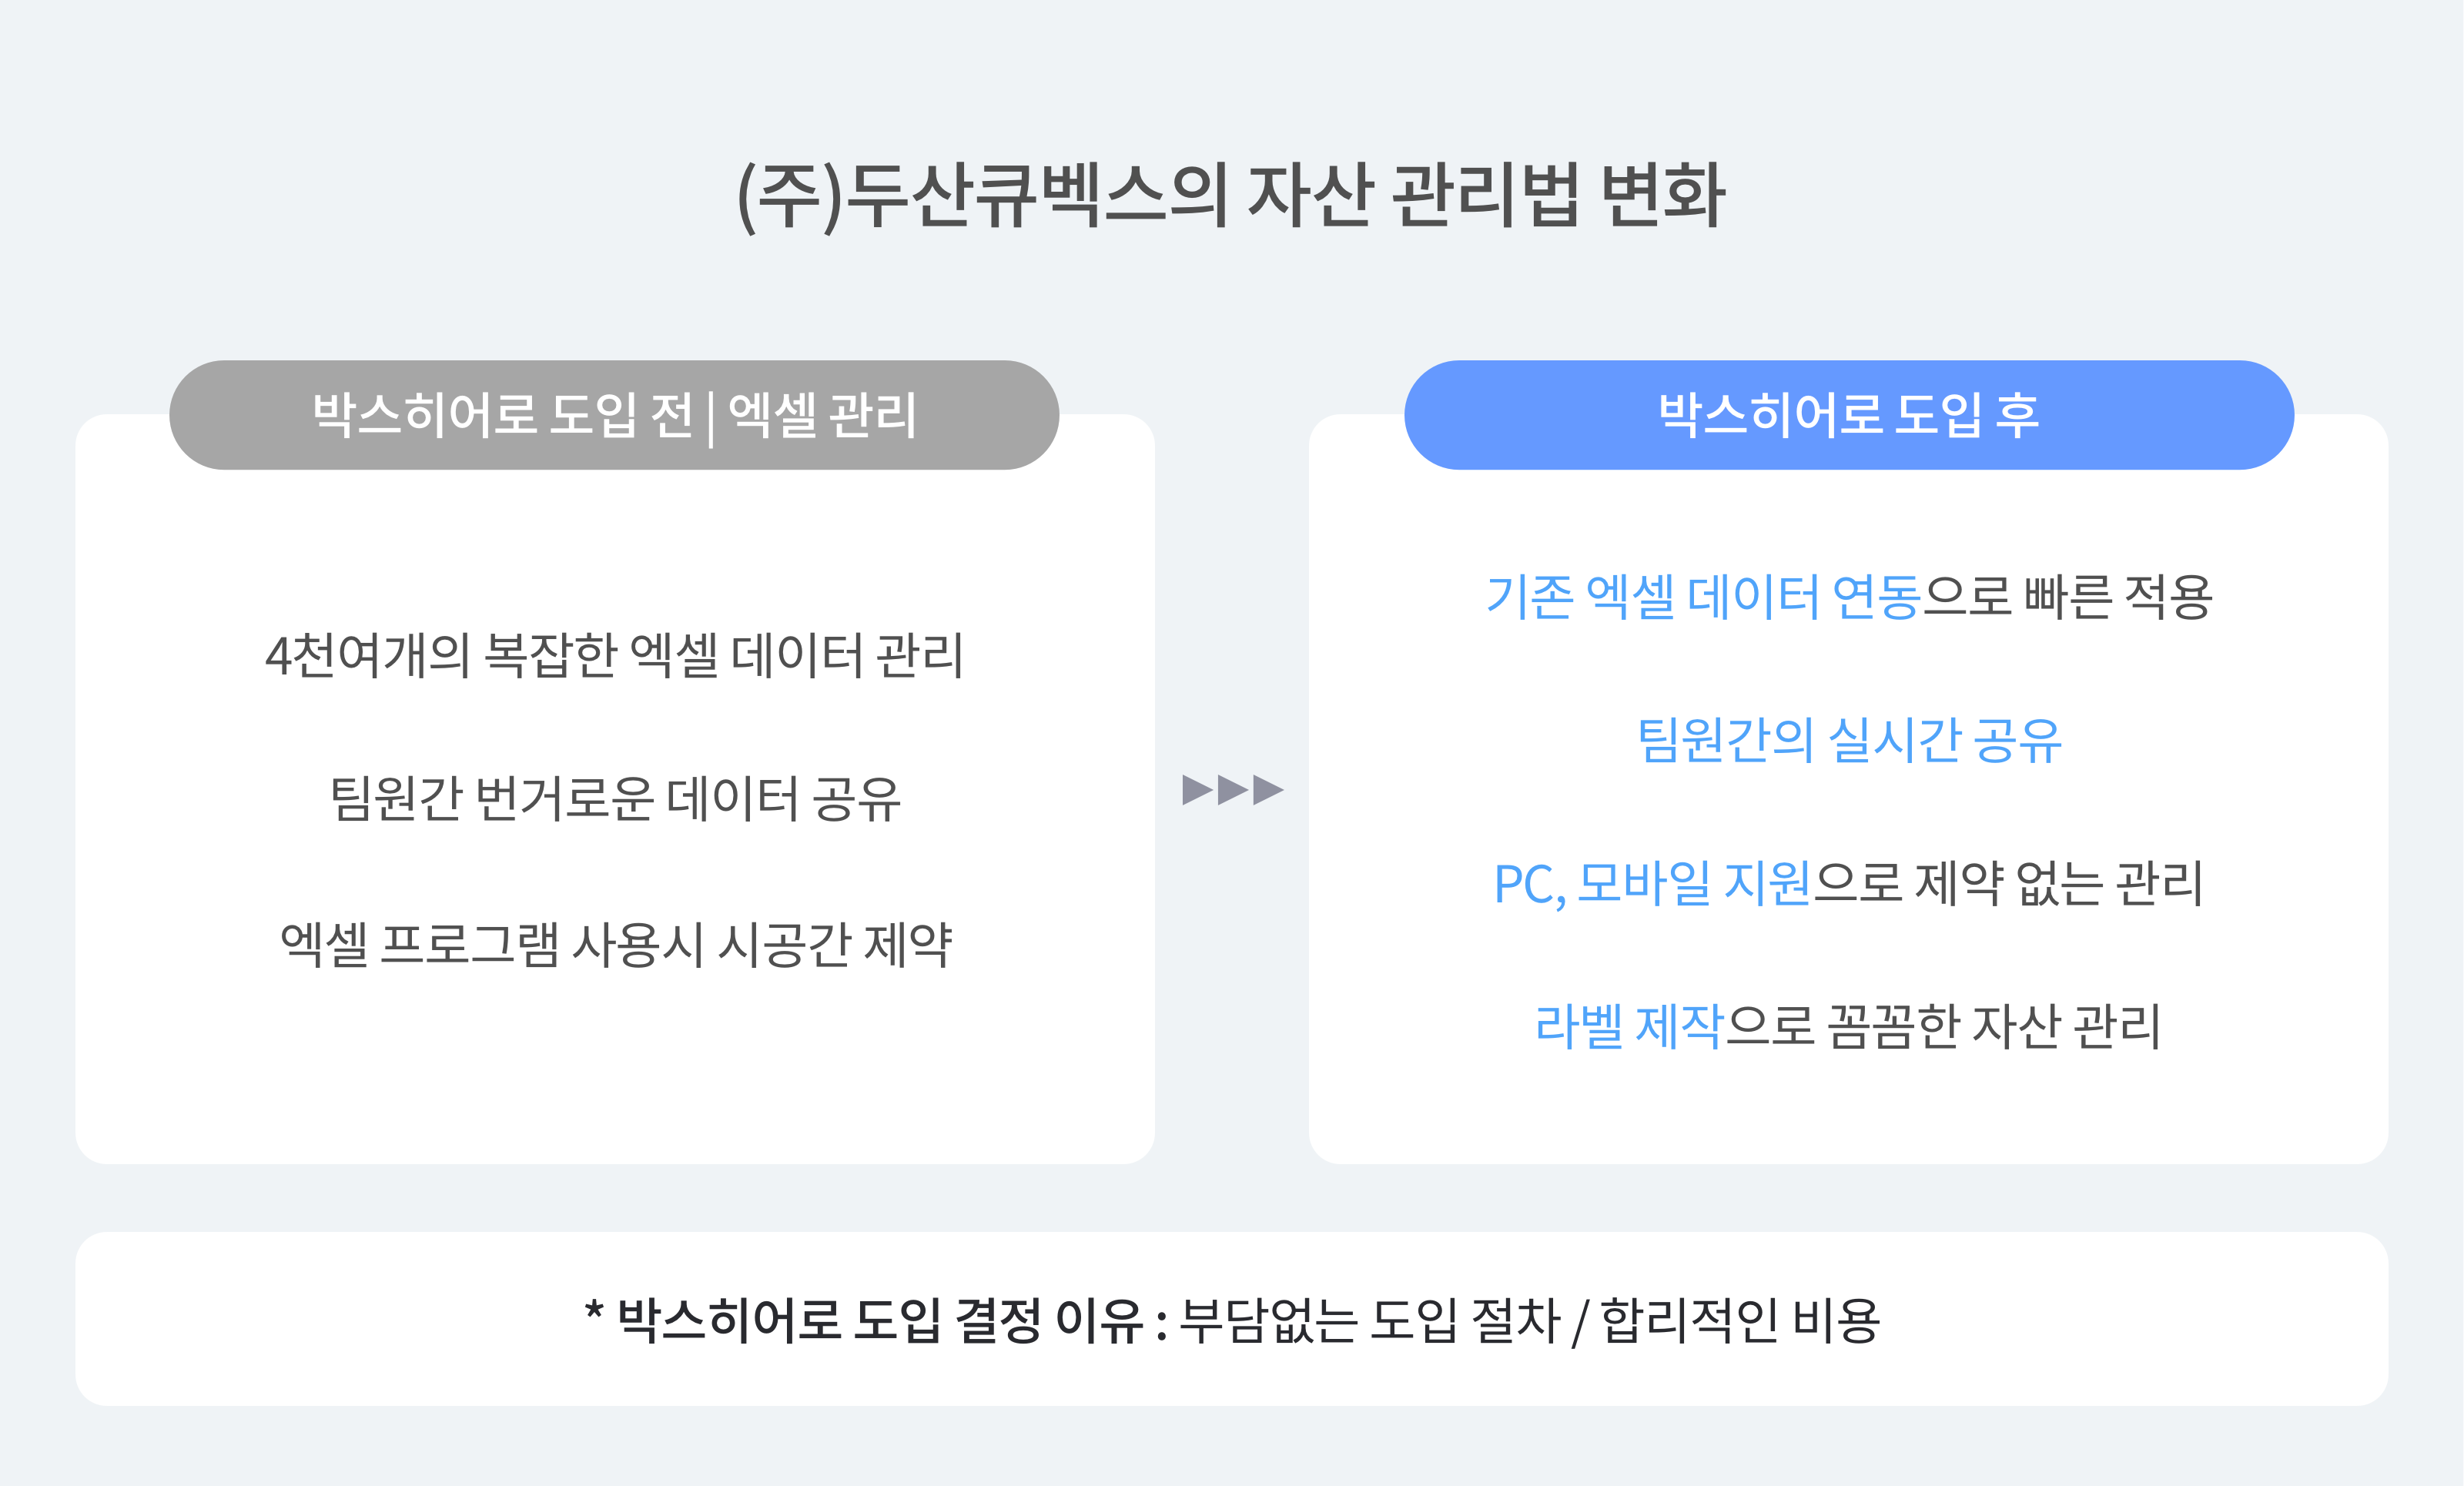 (주)두산큐벡스의 자산 관리법 변화
박스히어로 도입 전 | 엑셀 관리
4천여개의 복잡한 엑셀 데이터 관리
팀원간 번거로운 데이터 공유
엑셀 프로그램 사용시 시공간 제약
박스히어로 도입 후
기존 엑셀 데이터 연동으로 빠른 적용
팀원간의 실시간 공유
PC, 모바일 지원으로 제약 없는 관리
라벨 제작으로 꼼꼼한 자산 관리
* 박스히어로 도입 결정 이유 : 부담없는 도입 절차 / 합리적인 비용